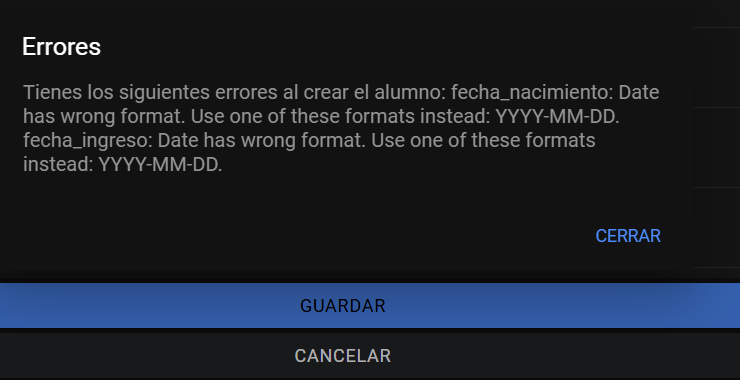 Errores
Tienes los siguientes errores al crear el alumno: fecha_nacimiento: Date
has wrong format. Use one of these formats instead: YYYY-MM-DD.
fecha_ingreso: Date has wrong format. Use one of these formats
instead: YYYY-MM-DD.
CERRAR
GUARDAR
CANCELAR